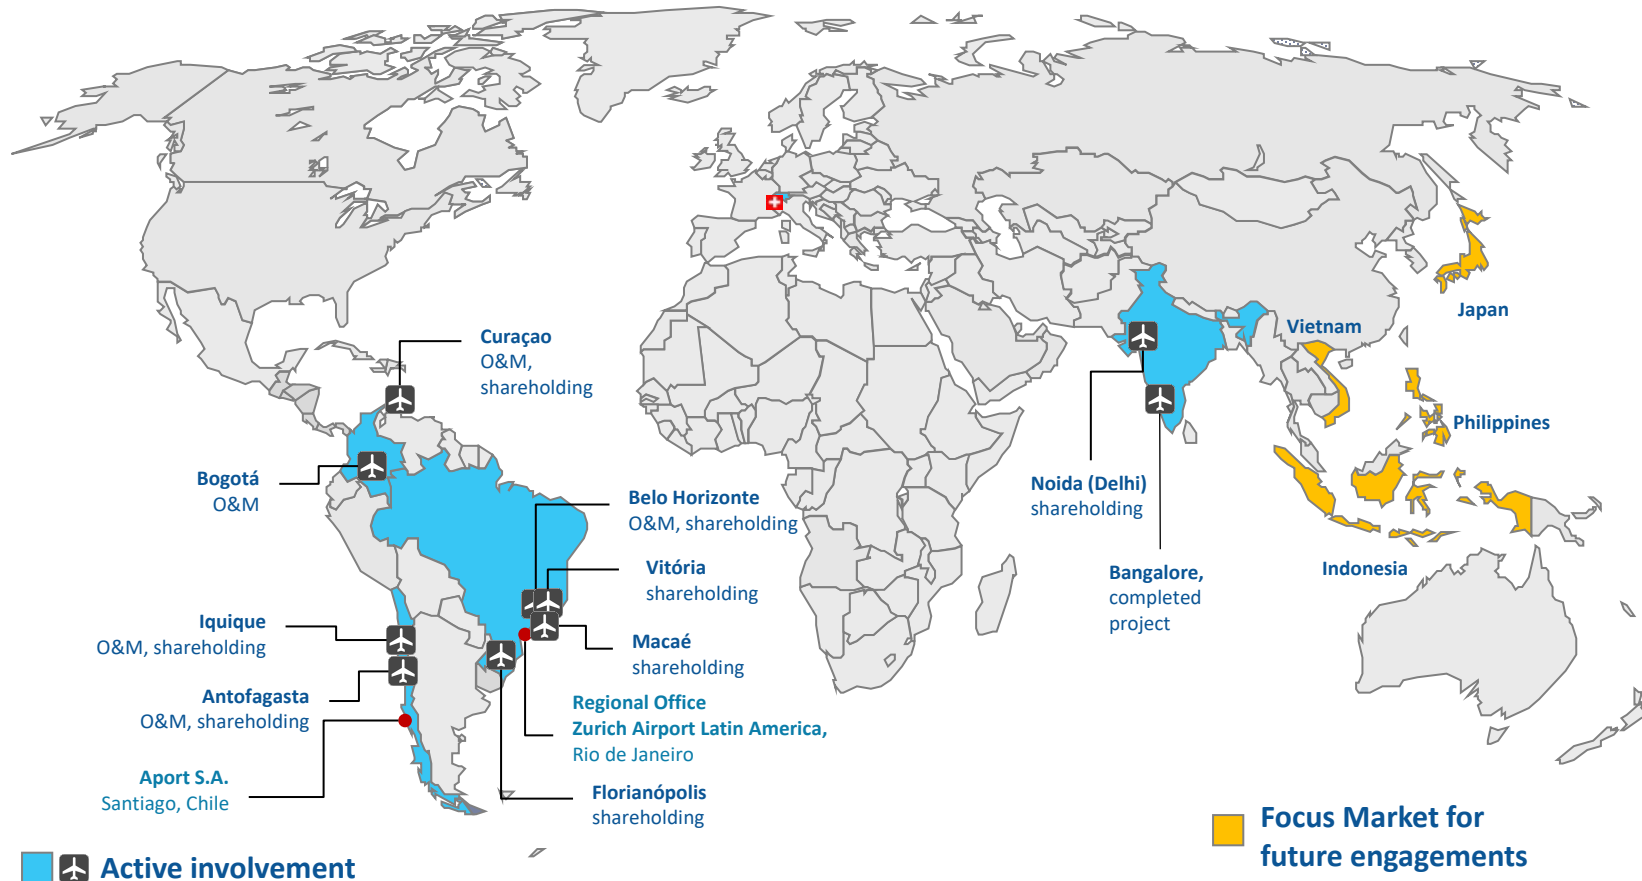 Curaçao
O&M,
shareholding
Bogotá
O&M
Belo Horizonte
O&M, shareholding
Vitória
shareholding
Iquique
O&M, shareholding
Macaé
shareholding
Antofagasta
O&M, shareholding
Regional Office
Zurich Airport Latin America,
Rio de Janeiro
Aport S.A.
Santiago, Chile
Florianópolis
shareholding
Noida (Delhi)
shareholding
Bangalore,
completed
project
Vietnam
Japan
Philippines
Indonesia
Active involvement
Focus Market for
future engagements